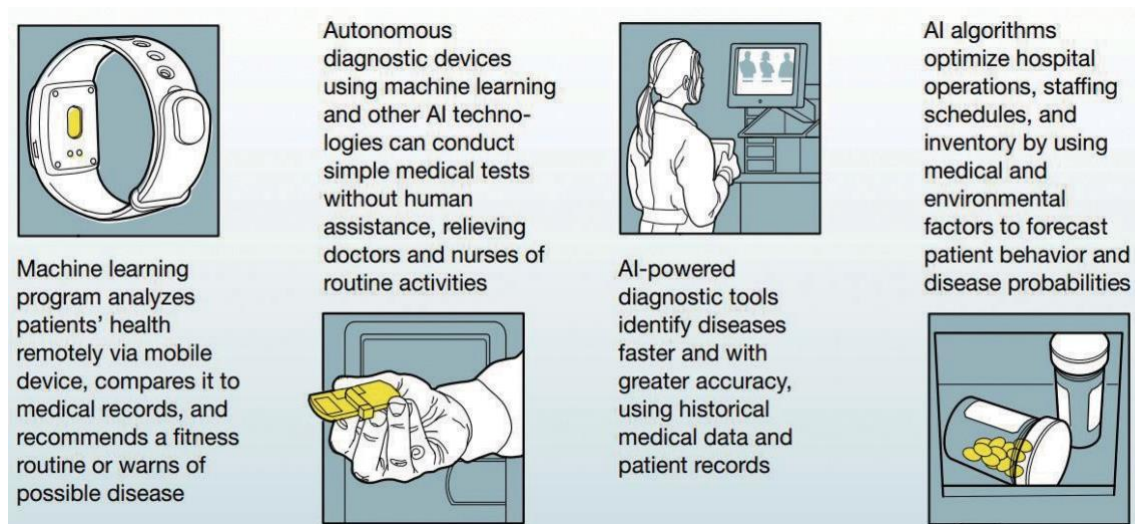 Machine learning
program analyzes
patients’ health
remotely via mobile
device, compares it to
medical records, and
recommends a fitness
routine or warns of
possible disease
Autonomous
diagnostic devices
using machine learning
and other AI techno-
logies can conduct
simple medical tests
without human
assistance, relieving
doctors and nurses of
routine activities
AI-powered
diagnostic tools
identify diseases
faster and with
greater accuracy,
using historical
medical data and
patient records
AI algorithms
optimize hospital
operations, staffing
schedules, and
inventory by using
medical and
environmental
factors to forecast
patient behavior and
disease probabilities